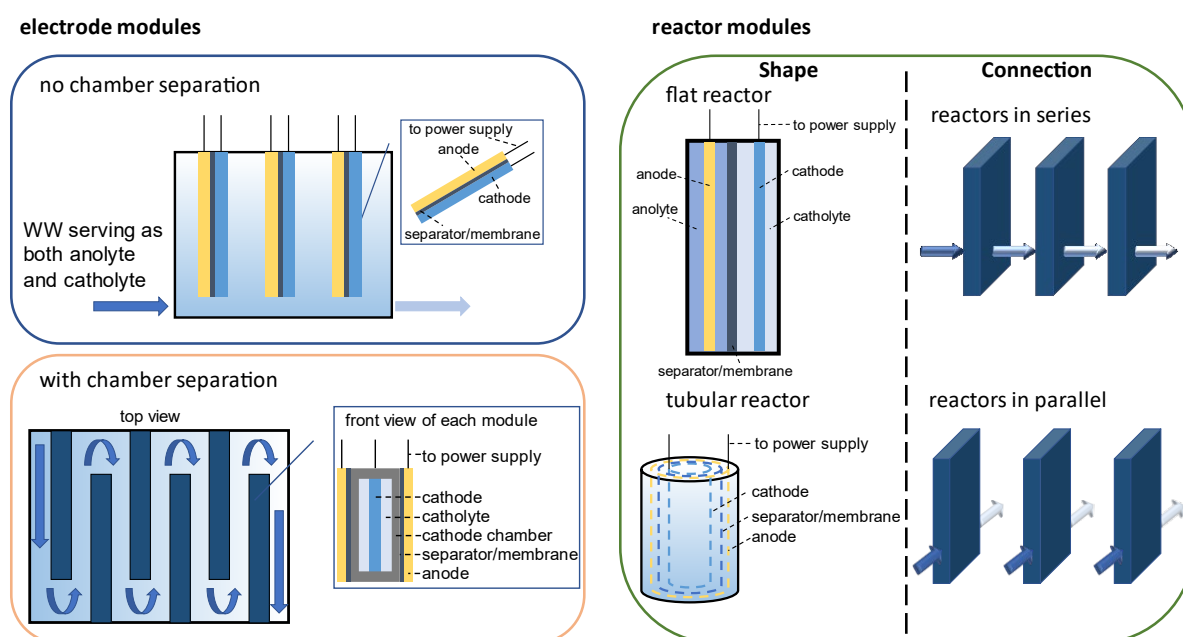 electrode modules
no chamber separation
to power supply
anode
cathode
separator/membrane
WW serving as
both anolyte
and catholyte
with chamber separation
top view
front view of each module
to power supply
cathode
catholyte
cathode chamber
separator/membrane
anode
reactor modules
Shape
flat reactor
to power supply
anode
cathode
anolyte
catholyte
separator/membrane
tubular reactor
to power supply
cathode
separator/membrane
anode
Connection
reactors in series
reactors in parallel